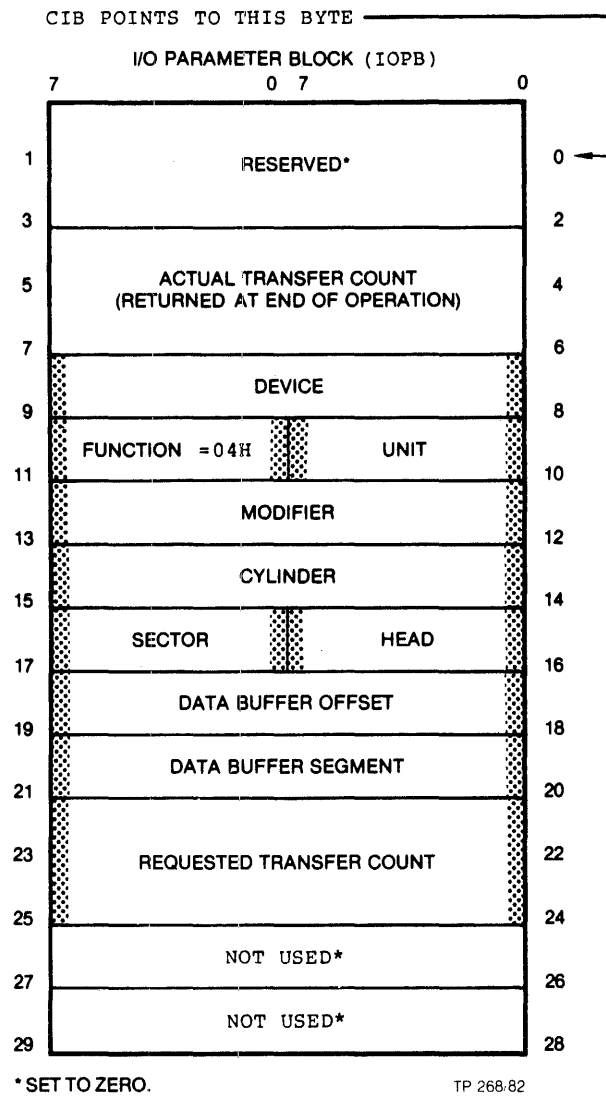 CIB POINTS TO THIS BYTE
I/O PARAMETER BLOCK (IOPB)
7 0 7 0
1 RESERVED* 0
3 2
5 ACTUAL TRANSFER COUNT 4
(RETURNED AT END OF OPERATION)
7 6
DEVICE
9 8
FUNCTION =04H UNIT
11 10
MODIFIER
13 12
CYLINDER
15 14
SECTOR HEAD
17 16
DATA BUFFER OFFSET
19 18
DATA BUFFER SEGMENT
21 20
23 REQUESTED TRANSFER COUNT 22
25 24
NOT USED*
27 26
NOT USED*
29 28
* SET TO ZERO. TP 268/82